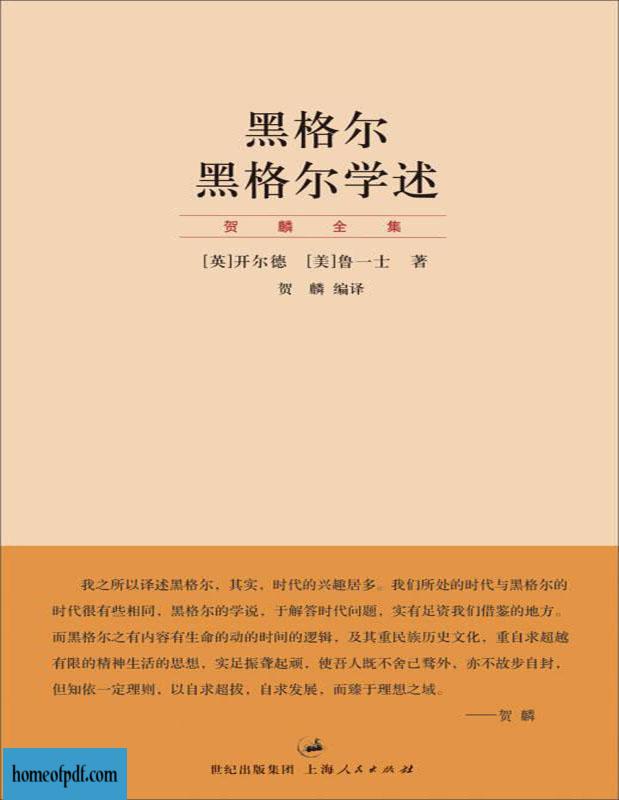 黑格尔
黑格尔学述
贺 麟 全 集
[英]开尔德 [美]鲁一士 著
贺 麟 编译
我之所以译述黑格尔，其实，时代的兴趣居多。我们所处的时代与黑格尔的
时代很有些相同，黑格尔的学说，于解答时代问题，实有足资我们借鉴的地方。
而黑格尔之有内容有生命的动的时间的逻辑，及其重民族历史文化，重自求超越
有限的精神生活的思想，实足振聋起顽，使吾人既不舍己骛外，亦不故步自封，
但知依一定理则，以自求超拔，自求发展，而臻于理想之域。
——贺 麟
世纪出版集团 上海人民出版社
homeofpdf.com